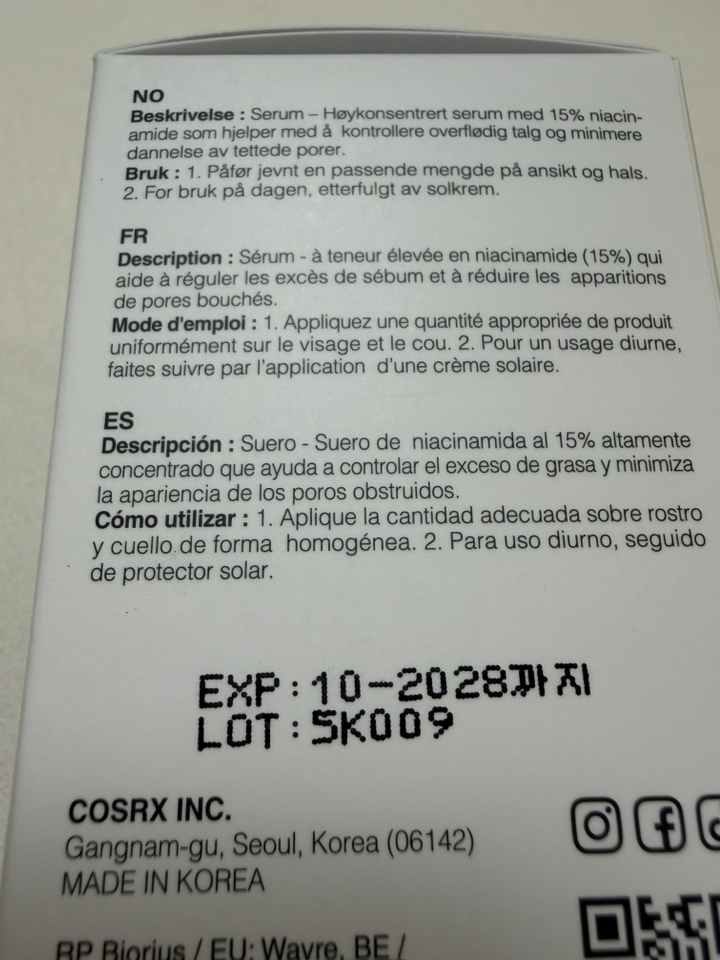 NO
Beskrivelse : Serum – Høykonsentrert serum med 15% niacin-
amide som hjelper med å kontrollere overflødig talg og minimere
dannelse av tettede porer.
Bruk : 1. Påfør jevnt en passende mengde på ansikt og hals.
2. For bruk på dagen, etterfulgt av solkrem.
FR
Description : Sérum - à teneur élevée en niacinamide (15%) qui
aide à réguler les excès de sébum et à réduire les apparitions
de pores bouchés.
Mode d'emploi : 1. Appliquez une quantité appropriée de produit
uniformément sur le visage et le cou. 2. Pour un usage diurne,
faites suivre par l'application d'une crème solaire.
ES
Descripción : Suero - Suero de niacinamida al 15% altamente
concentrado que ayuda a controlar el exceso de grasa y minimiza
la apariencia de los poros obstruidos.
Cómo utilizar : 1. Aplique la cantidad adecuada sobre rostro
y cuello de forma homogénea. 2. Para uso diurno, seguido
de protector solar.
EXP:10-2028까지
LOT:5K009
COSRX INC.
Gangnam-gu, Seoul, Korea (06142)
MADE IN KOREA
RP Biorius / EU: Wavre, BE /